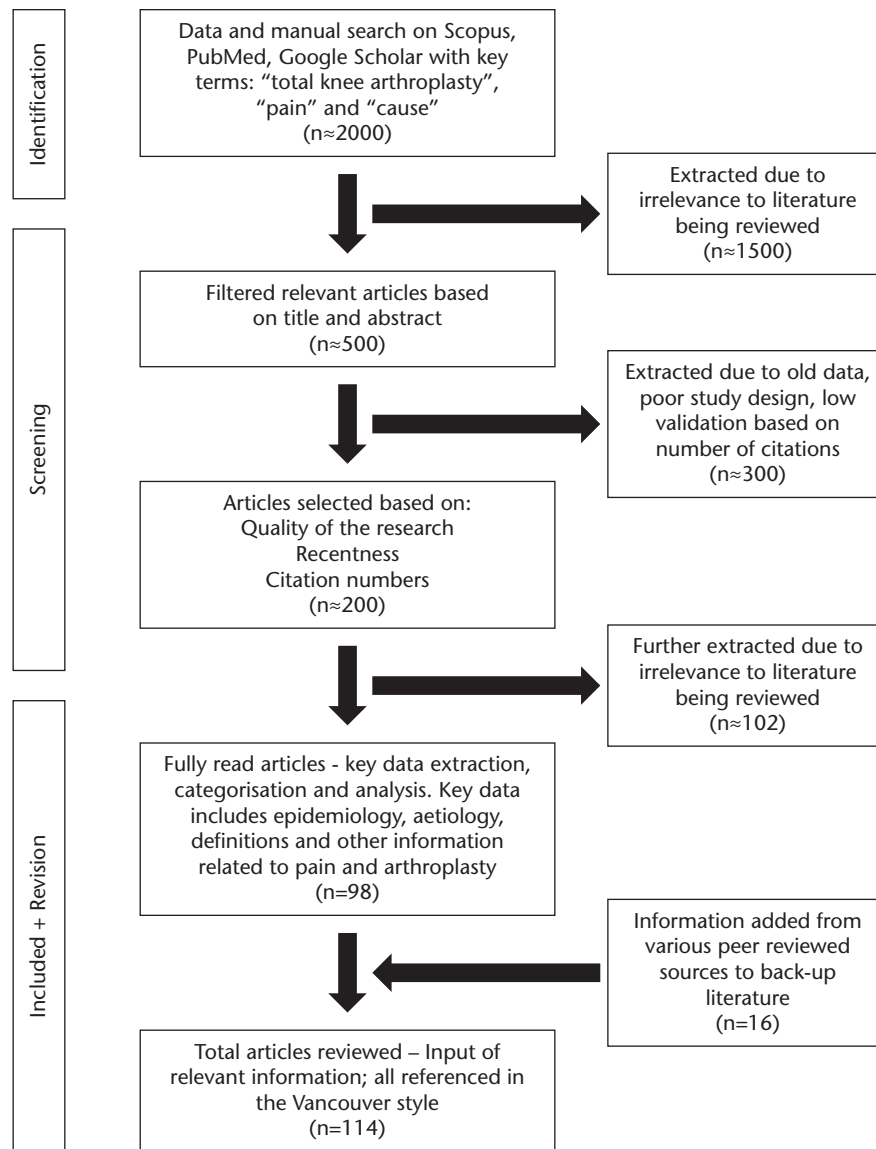 Identification
Data and manual search on Scopus,
PubMed, Google Scholar with key
terms: “total knee arthroplasty”,
“pain” and “cause”
(n≈2000)
Extracted due to
irrelevance to literature
being reviewed
(n≈1500)
Screening
Filtered relevant articles based
on title and abstract
(n≈500)
Extracted due to old data,
poor study design, low
validation based on
number of citations
(n≈300)
Articles selected based on:
Quality of the research
Recentness
Citation numbers
(n≈200)
Further extracted due to
irrelevance to literature
being reviewed
(n≈102)
Included + Revision
Fully read articles - key data extraction,
categorisation and analysis. Key data
includes epidemiology, aetiology,
definitions and other information
related to pain and arthroplasty
(n=98)
Information added from
various peer reviewed
sources to back-up
literature
(n=16)
Total articles reviewed – Input of
relevant information; all referenced in
the Vancouver style
(n=114)